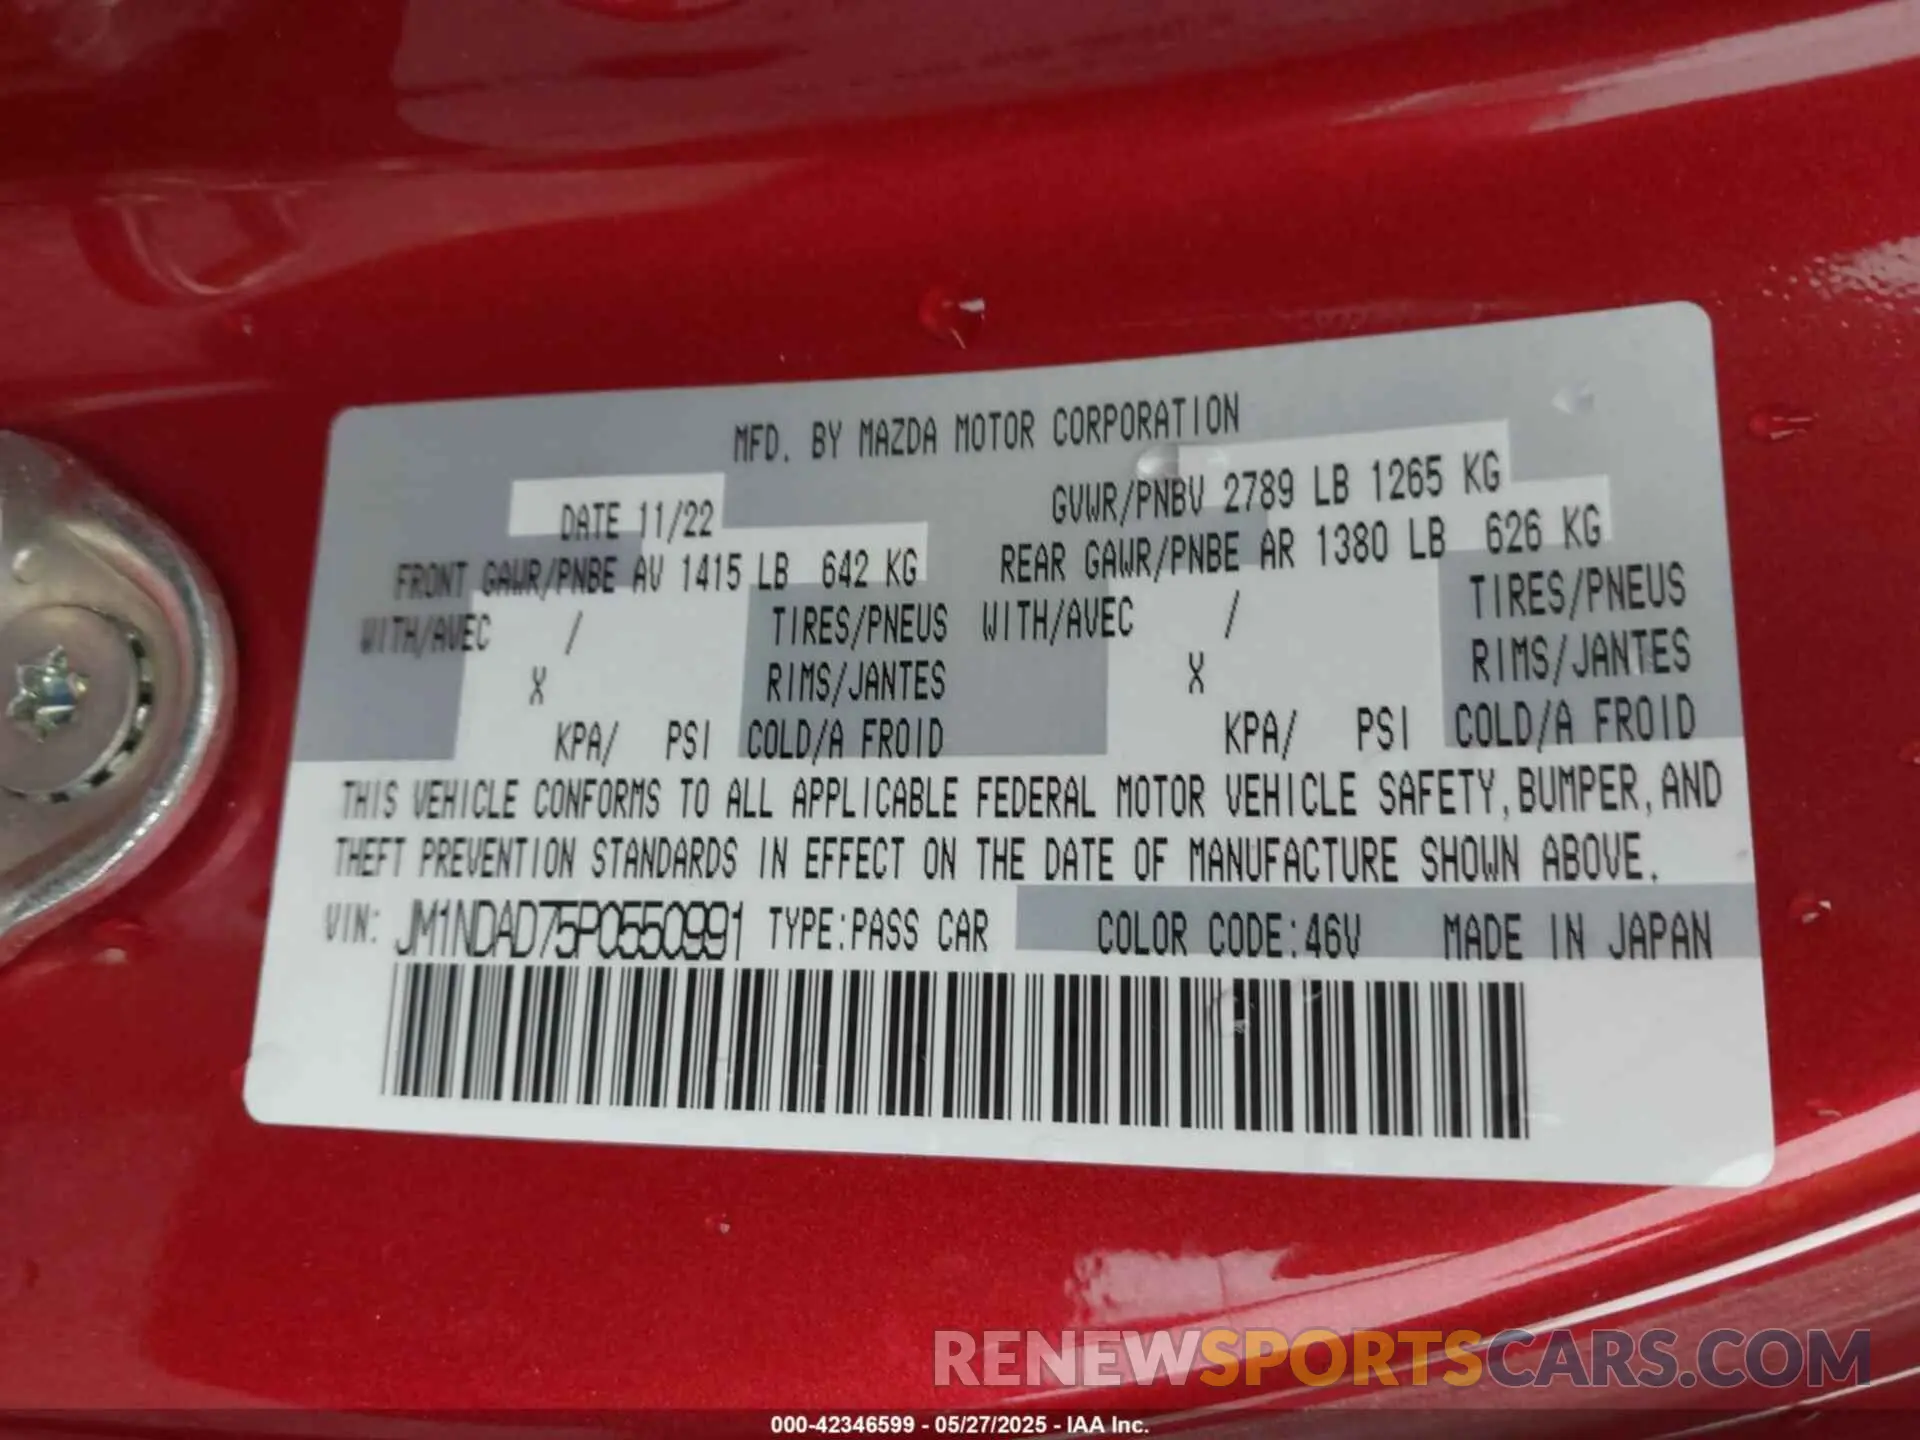 MFD. BY MAZDA MOTOR CORPORATION
DATE 11/22 GVWR/PNBV 2789 LB 1265 KG
FRONT GAWR/PNBE AV 1415 LB 642 KG REAR GAWR/PNBE AR 1380 LB 626 KG
WITH/AVEC / TIRES/PNEUS WITH/AVEC / TIRES/PNEUS
X RIMS/JANTES X RIMS/JANTES
KPA/ PSI COLD/A FROID KPA/ PSI COLD/A FROID
THIS VEHICLE CONFORMS TO ALL APPLICABLE FEDERAL MOTOR VEHICLE SAFETY, BUMPER, AND
THEFT PREVENTION STANDARDS IN EFFECT ON THE DATE OF MANUFACTURE SHOWN ABOVE.
VIN: JM1NDAD75P0550991 TYPE:PASS CAR COLOR CODE:46V MADE IN JAPAN
RENEWSPORTSCARS.COM
000-42346599 - 05/27/2025 - IAA Inc.